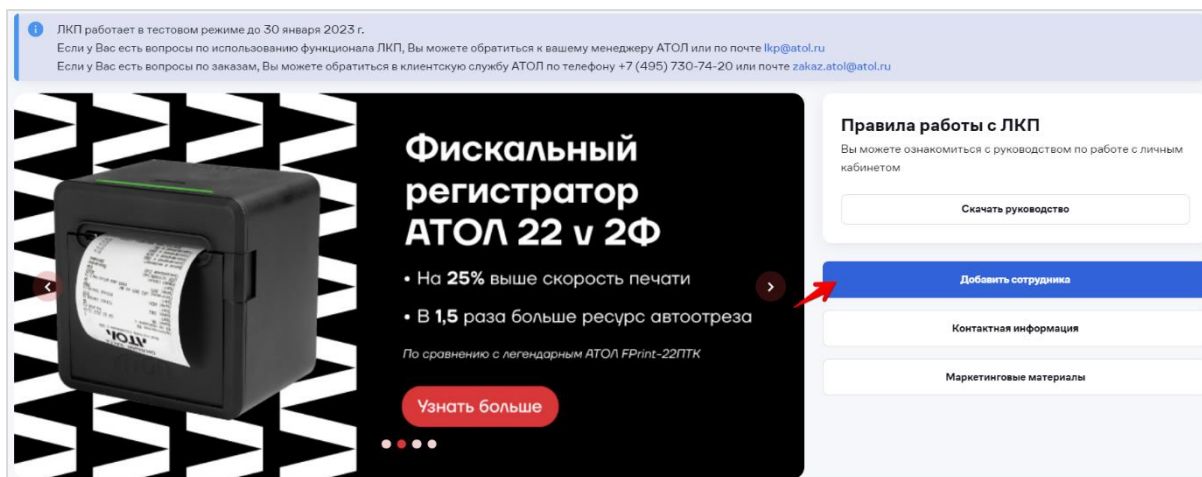 ЛКП работает в тестовом режиме до 30 января 2023 г.
Если у Вас есть вопросы по использованию функционала ЛКП, Вы можете обратиться к вашему менеджеру АТОЛ или по почте lkp@atol.ru
Если у Вас есть вопросы по заказам, Вы можете обратиться в клиентскую службу АТОЛ по телефону +7 (495) 730-74-20 или почте zakaz.atol@atol.ru
Фискальный
регистратор
АТОЛ 22 v 2Ф
• На 25% выше скорость печати
• В 1,5 раза больше ресурс автоотреза
По сравнению с легендарным АТОЛ FPrint-22ПТК
Узнать больше
АТОЛ
Правила работы с ЛКП
Вы можете ознакомиться с руководством по работе с личным
кабинетом
Скачать руководство
Добавить сотрудника
Контактная информация
Маркетинговые материалы